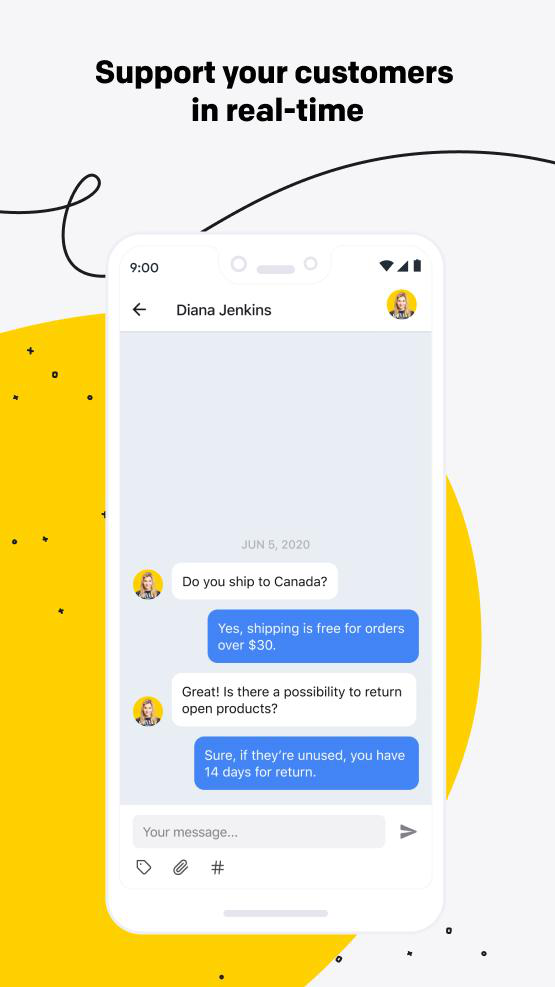 Support your customers
in real-time
9:00
Diana Jenkins
JUN 5, 2020
Do you ship to Canada?
Yes, shipping is free for orders
over $30.
Great! Is there a possibility to return
open products?
Sure, if they’re unused, you have
14 days for return.
Your message...
#